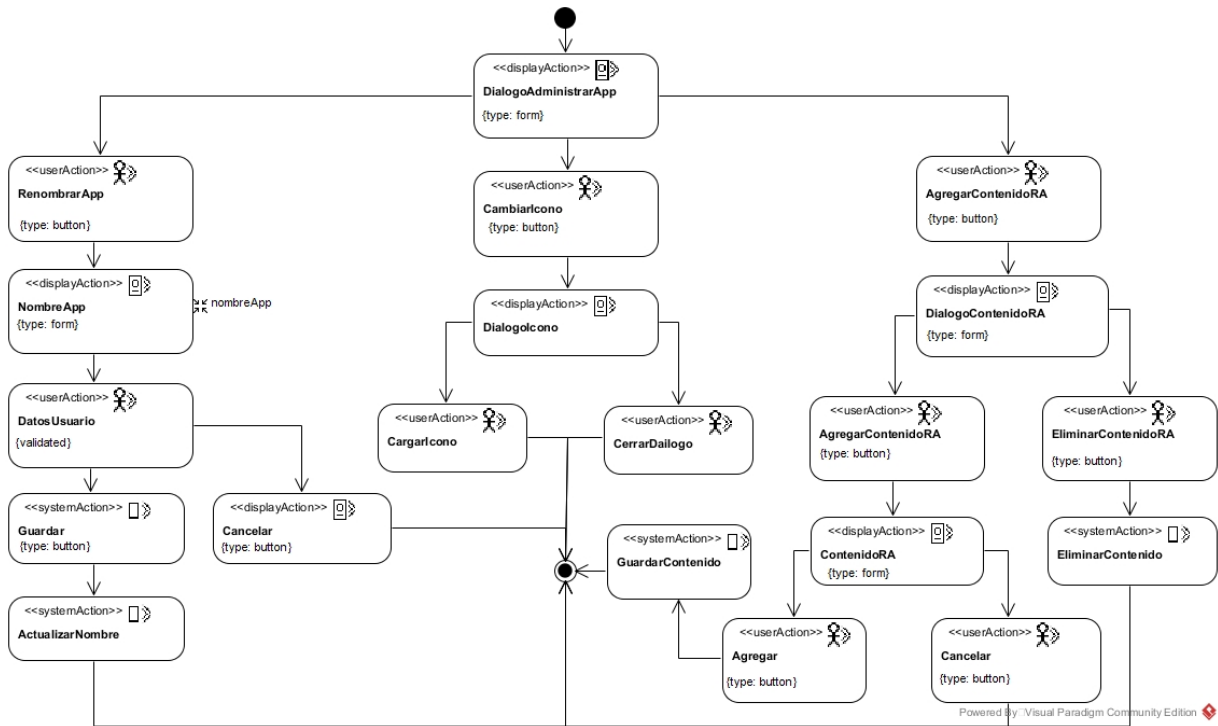 <<displayAction>>
DialogoAdministrarApp
{type: form}
<<userAction>>
RenombrarApp
{type: button}
<<userAction>>
CambiarIcono
{type: button}
<<userAction>>
AgregarContenidoRA
{type: button}
<<displayAction>>
NombreApp
{type: form}
nombreApp
<<displayAction>>
DialogoIcono
<<displayAction>>
DialogoContenidoRA
{type: form}
<<userAction>>
DatosUsuario
{validated}
<<userAction>>
CargarIcono
<<userAction>>
CerrarDailogo
<<userAction>>
AgregarContenidoRA
{type: button}
<<userAction>>
EliminarContenidoRA
{type: button}
<<systemAction>>
Guardar
{type: button}
<<displayAction>>
Cancelar
{type: button}
<<systemAction>>
GuardarContenido
<<displayAction>>
ContenidoRA
{type: form}
<<systemAction>>
EliminarContenido
<<systemAction>>
ActualizarNombre
<<userAction>>
Agregar
{type: button}
<<userAction>>
Cancelar
{type: button}
Powered By Visual Paradigm Community Edition